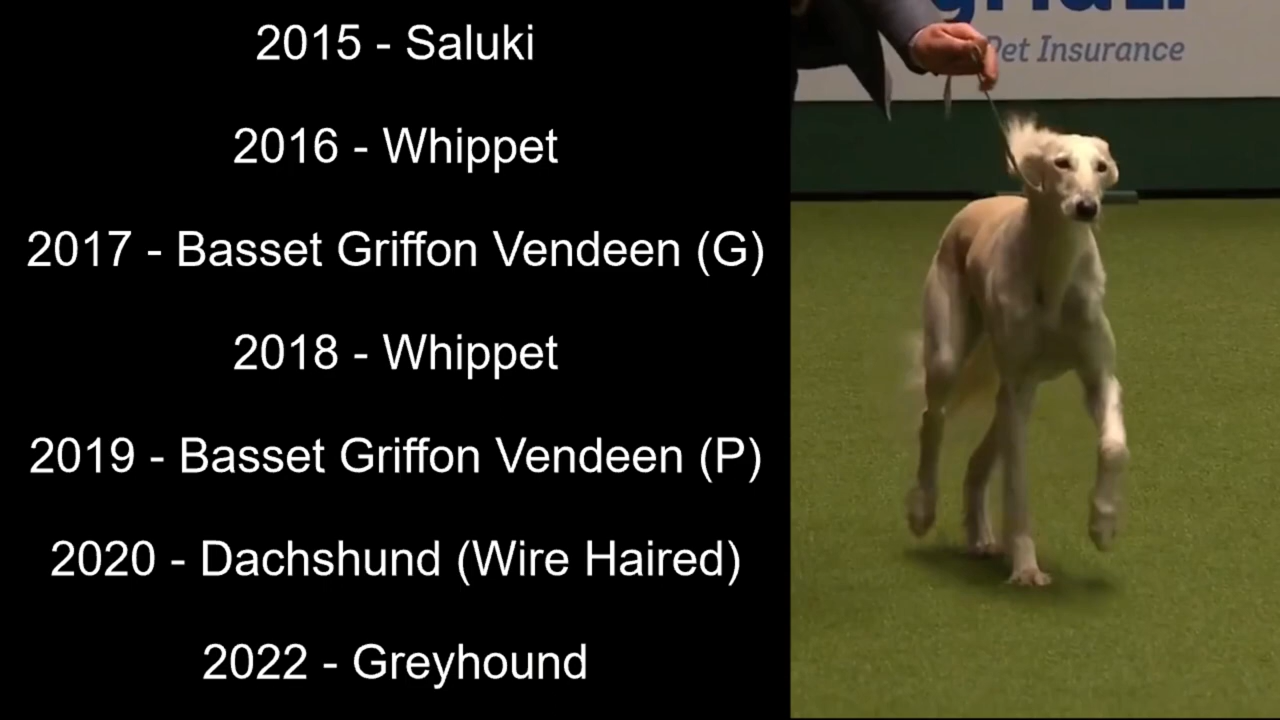 2015 - Saluki
2016 - Whippet
2017 - Basset Griffon Vendeen (G)
2018 - Whippet
2019 - Basset Griffon Vendeen (P)
2020 - Dachshund (Wire Haired)
2022 - Greyhound
Pet Insurance